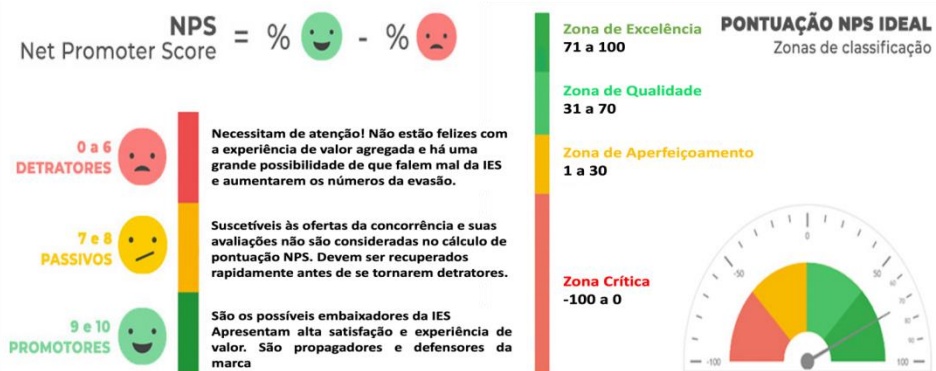 NPS
Net Promoter Score
= % - %
0 a 6
DETRATORES
Necessitam de atenção! Não estão felizes com
a experiência de valor agregada e há uma
grande possibilidade de que falem mal da IES
e aumentarem os números da evasão.
7 e 8
PASSIVOS
Suscetíveis às ofertas da concorrência e suas
avaliações não são consideradas no cálculo de
pontuação NPS. Devem ser recuperados
rapidamente antes de se tornarem detratores.
9 e 10
PROMOTORES
São os possíveis embaixadores da IES
Apresentam alta satisfação e experiência de
valor. São propagadores e defensores da
marca
Zona de Excelência
71 a 100
Zona de Qualidade
31 a 70
Zona de Aperfeiçoamento
1 a 30
Zona Crítica
-100 a 0
PONTUAÇÃO NPS IDEAL
Zonas de classificação
-100
-50
0
50
100